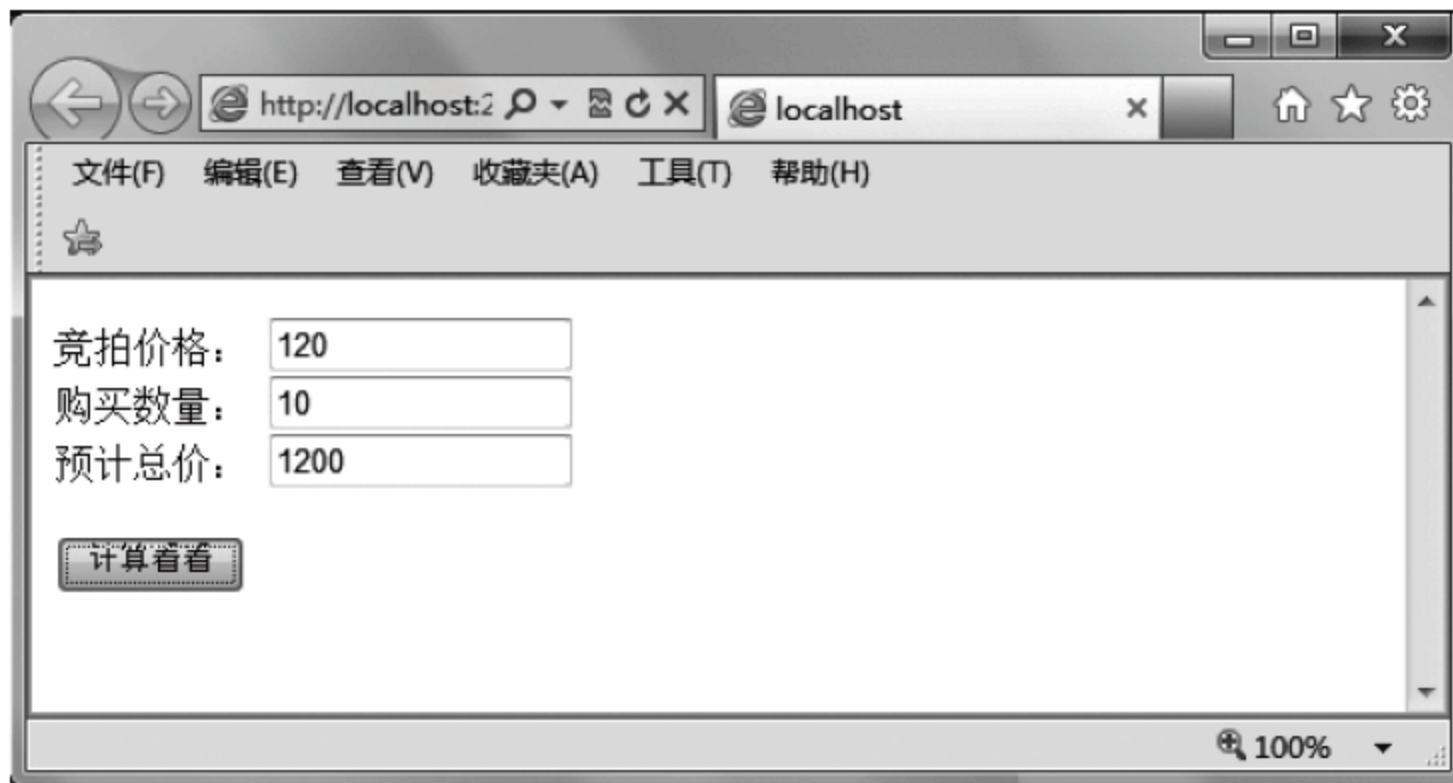 http://localhost:2
localhost
文件(F) 编辑(E) 查看(V) 收藏夹(A) 工具(T) 帮助(H)
竞拍价格： 120
购买数量： 10
预计总价： 1200
计算看看
100%